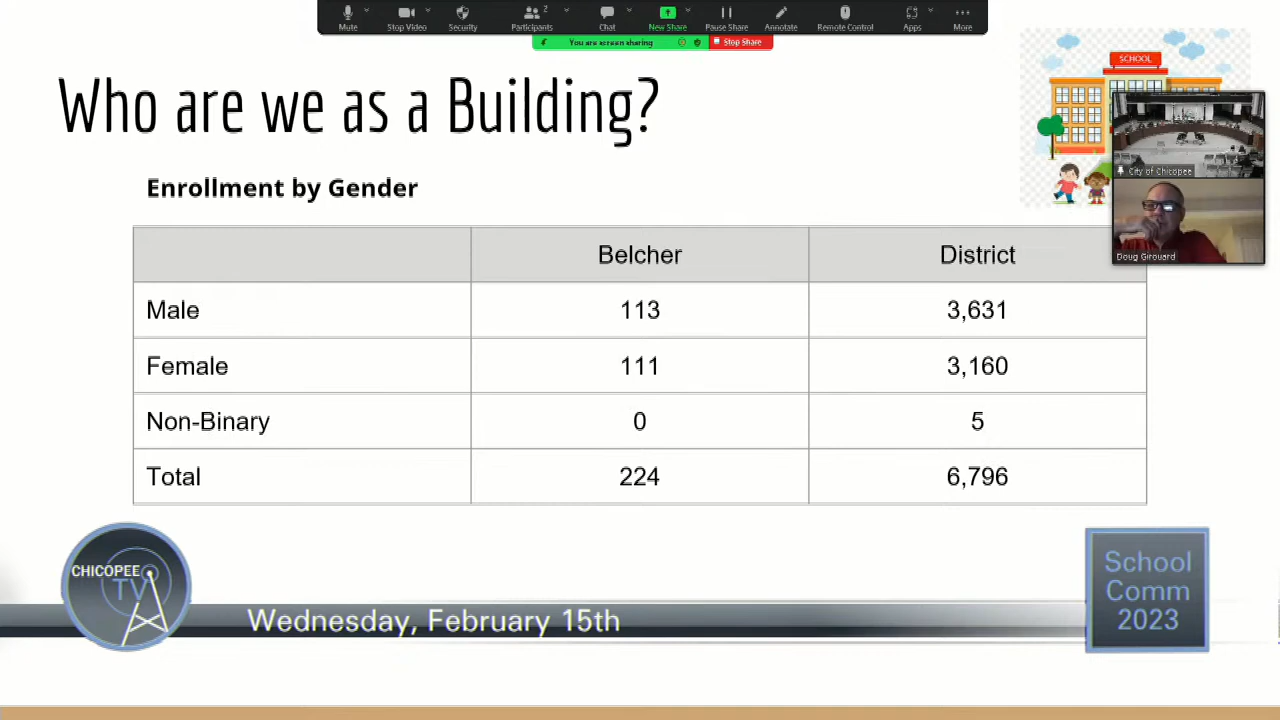 Mute
Stop Video
Security
Participants
2
Chat
New Share
Pause Share
Annotate
Remote Control
Apps
More
You are screen sharing
Stop Share
Who are we as a Building?
SCHOOL
City of Chicopee
Doug Girouard
Enrollment by Gender
Belcher District
Male 113 3,631
Female 111 3,160
Non-Binary 0 5
Total 224 6,796
CHICOPEE
TV
Wednesday, February 15th
School
Comm
2023